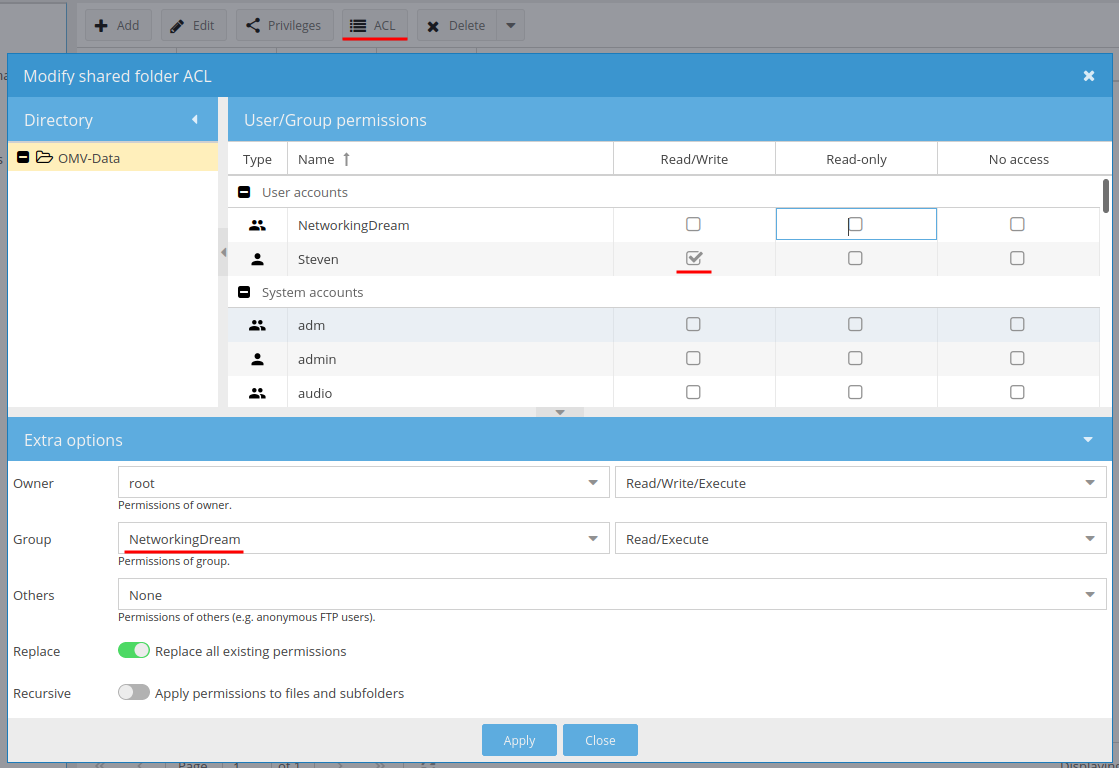 Add Edit Privileges ACL Delete
Modify shared folder ACL
Directory
User/Group permissions
OMV-Data
Type Name Read/Write Read-only No access
User accounts
NetworkingDream
Steven
System accounts
adm
admin
audio
Extra options
Owner root Read/Write/Execute
Permissions of owner.
Group NetworkingDream Read/Execute
Permissions of group.
Others None
Permissions of others (e.g. anonymous FTP users).
Replace Replace all existing permissions
Recursive Apply permissions to files and subfolders
Apply Close
Page 1 of 1